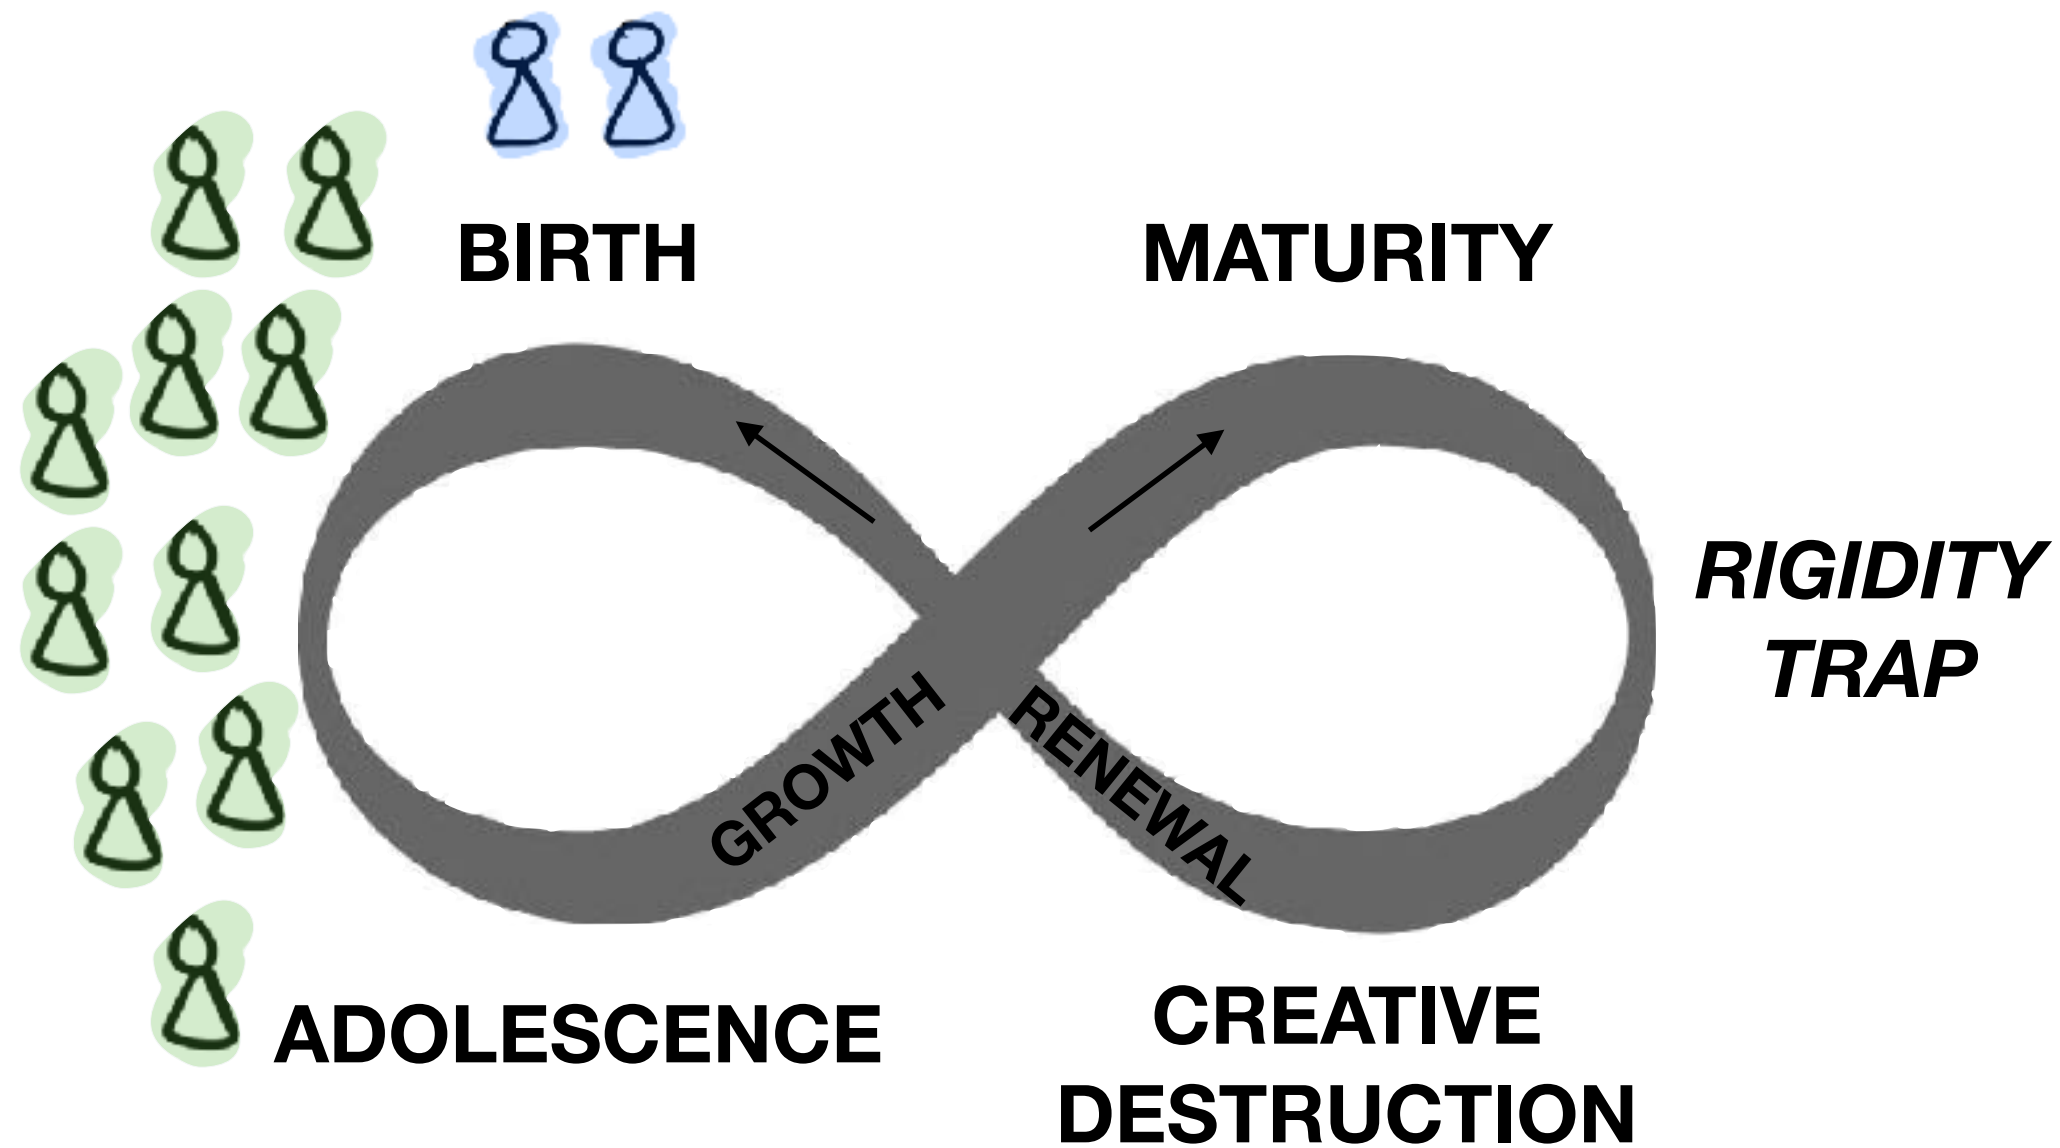 BIRTH
MATURITY
RIGIDITY
TRAP
GROWTH
RENEWAL
ADOLESCENCE
CREATIVE
DESTRUCTION